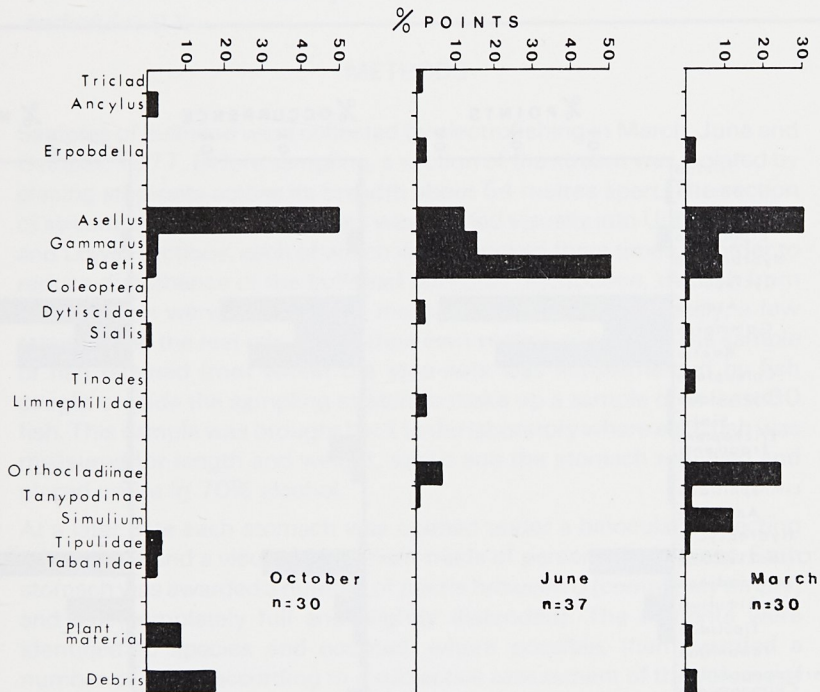 % POINTS
10 20 30 40 50
10 20 30 40 50
10 20 30
Triclad
Ancylus
Erpobdella
Asellus
Gammarus
Baetis
Coleoptera
Dytiscidae
Sialis
Tinodes
Limnephilidae
Orthocladiinae
Tanypodinae
Simulium
Tipulidae
Tabanidae
Plant
material
Debris
October
n=30
June
n=37
March
n=30